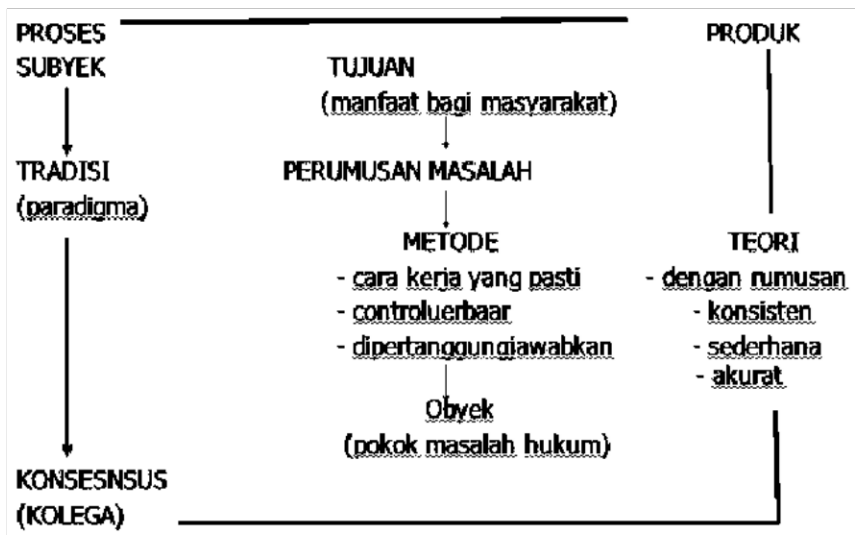 PROSES
PRODUK
SUBYEK
TUJUAN
(manfaat bagi masyarakat)
TRADISI
(paradigma)
PERUMUSAN MASALAH
METODE
- cara kerja yang pasti
- controluerbaar
- dipertanggungjawabkan
TEORI
- dengan rumusan
- konsisten
- sederhana
- akurat
Obyek
(pokok masalah hukum)
KONSESNSUS
(KOLEGA)